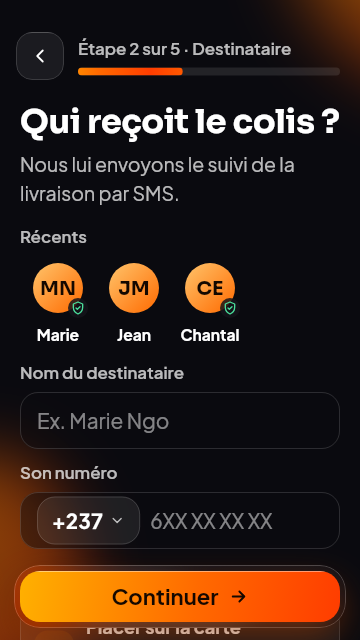 Étape 2 sur 5 · Destinataire
Qui reçoit le colis ?
Nous lui envoyons le suivi de la
livraison par SMS.
Récents
MN JM CE
Marie Jean Chantal
Nom du destinataire
Ex. Marie Ngo
Son numéro
+237 6XX XX XX XX
Continuer →
Placer sur la carte